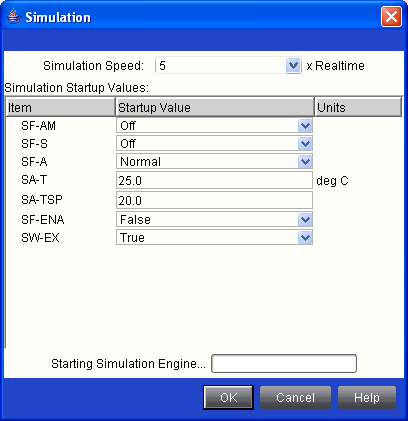 Simulation
Simulation Speed: 5 x Realtime
Simulation Startup Values:
Item Startup Value Units
SF-AM Off
SF-S Off
SF-A Normal
SA-T 25.0 deg C
SA-TSP 20.0
SF-ENA False
SW-EX True
Starting Simulation Engine...
OK Cancel Help